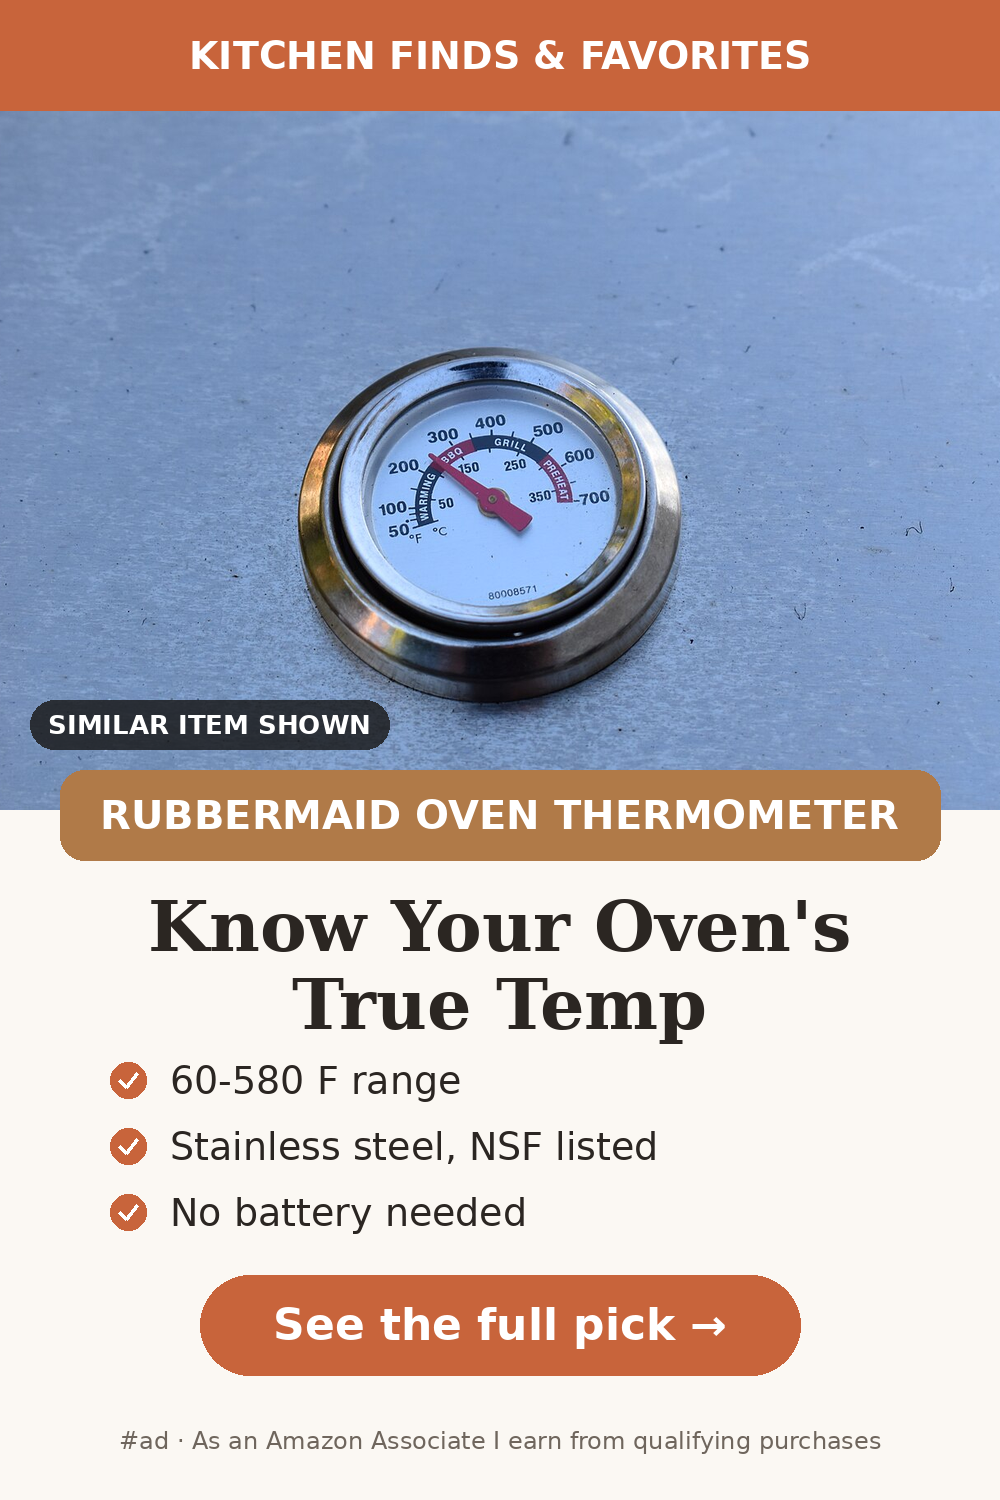 KITCHEN FINDS & FAVORITES
400
300
500
200
600
100
700
50
BBQ
GRILL
WARMING
PREHEAT
150
250
50
350
°F °C
80008571
SIMILAR ITEM SHOWN
RUBBERMAID OVEN THERMOMETER
Know Your Oven's
True Temp
60-580 F range
Stainless steel, NSF listed
No battery needed
See the full pick →
#ad · As an Amazon Associate I earn from qualifying purchases